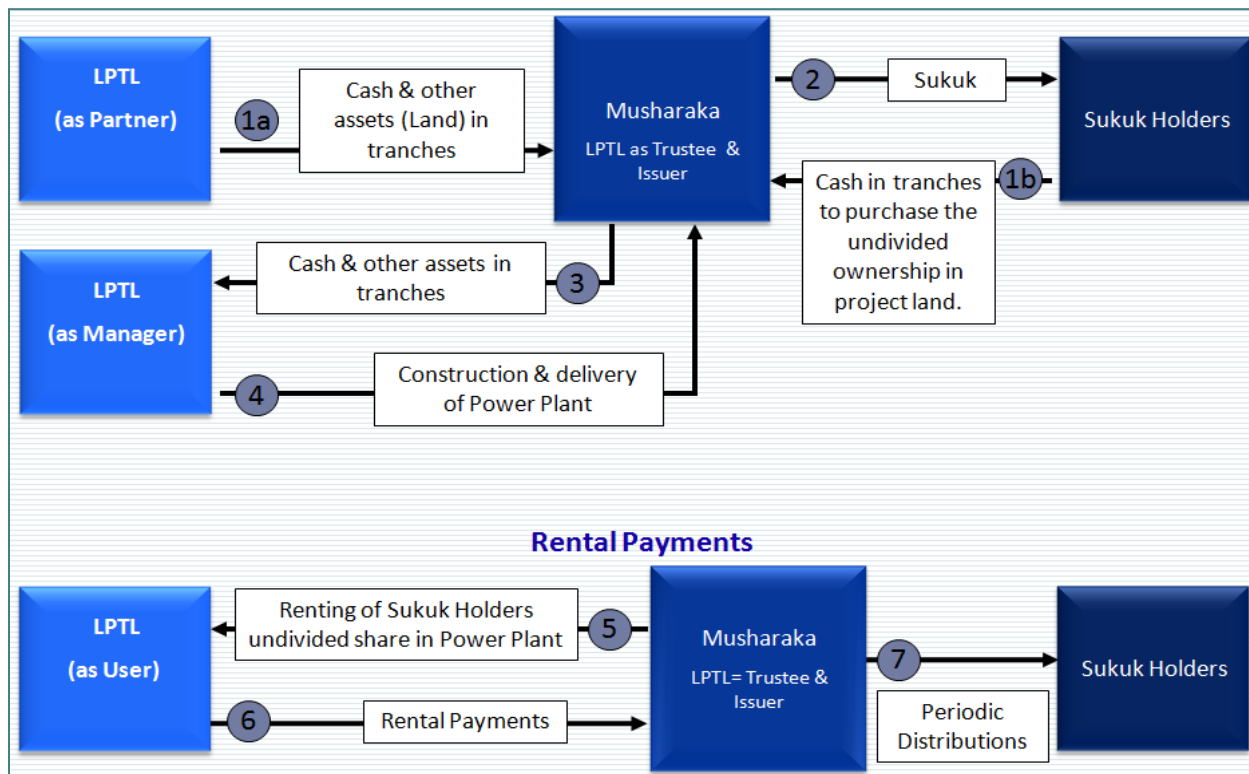 LPTL
(as Partner)
1a
Cash & other
assets (Land) in
tranches
Musharaka
LPTL as Trustee &
Issuer
2
Sukuk
Sukuk Holders
1b
Cash in tranches
to purchase the
undivided
ownership in
project land.
LPTL
(as Manager)
Cash & other assets in
tranches
3
4
Construction & delivery
of Power Plant
Rental Payments
LPTL
(as User)
Renting of Sukuk Holders
undivided share in Power Plant
5
6
Rental Payments
Musharaka
LPTL= Trustee &
Issuer
7
Periodic
Distributions
Sukuk Holders